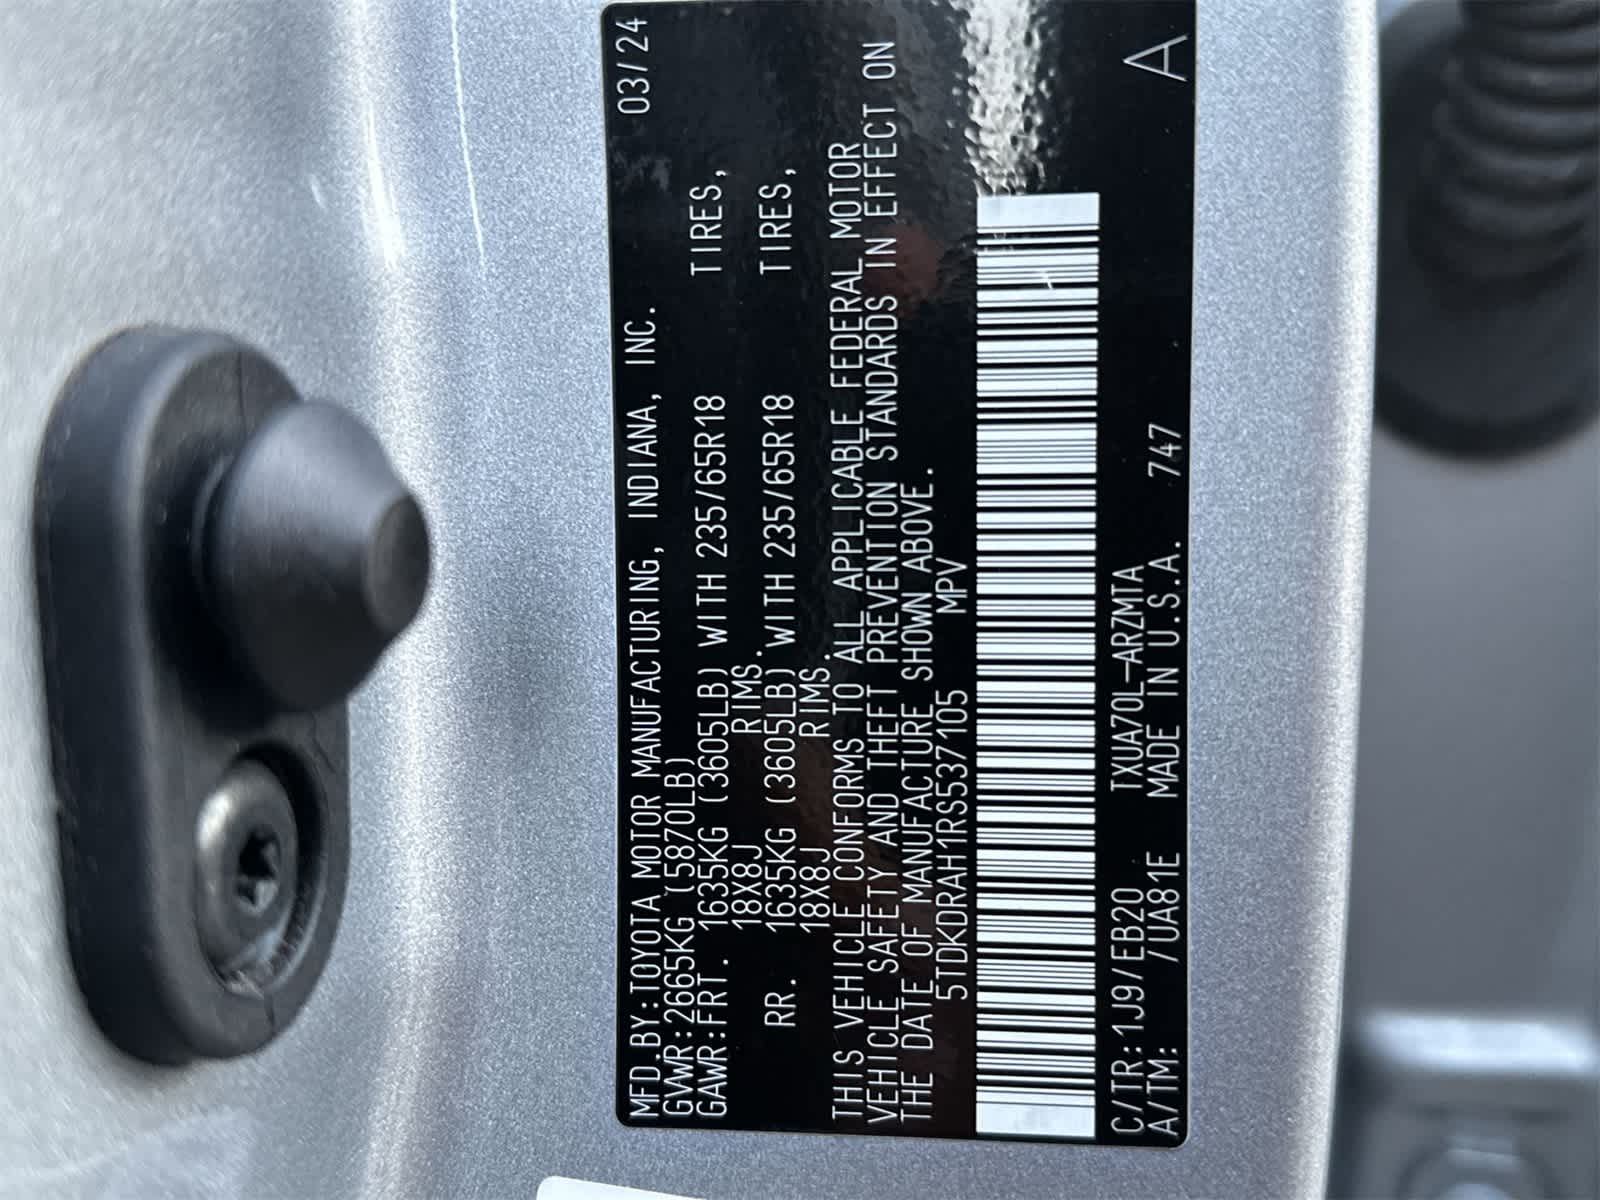 MFD.BY:TOYOTA MOTOR MANUFACTURING, INDIANA, INC. 03/24
GVWR:2665KG (5870LB)
GAWR:FRT. 1635KG (3605LB) WITH 235/65R18 TIRES,
18X8J RIMS.
RR. 1635KG (3605LB) WITH 235/65R18 TIRES,
18X8J RIMS.
THIS VEHICLE CONFORMS TO ALL APPLICABLE FEDERAL MOTOR
VEHICLE SAFETY AND THEFT PREVENTION STANDARDS IN EFFECT ON
THE DATE OF MANUFACTURE SHOWN ABOVE.
5TDKDRAH1RS537105 MPV
C/TR:1J9/EB20 TXUA70L-ARZMTA
A/TM: /UA81E MADE IN U.S.A. 747 A